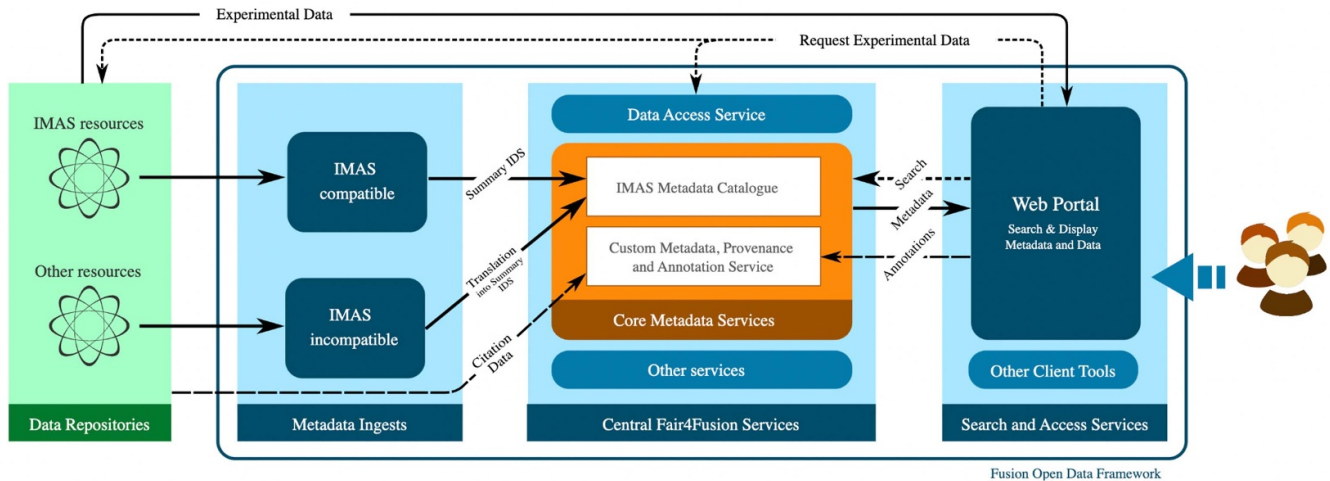 Experimental Data
Request Experimental Data
IMAS resources
Other resources
Data Repositories
IMAS
compatible
IMAS
incompatible
Metadata Ingests
Summary IDS
Translation
into Summary
IDS
Citation
Data
Data Access Service
IMAS Metadata Catalogue
Custom Metadata, Provenance
and Annotation Service
Core Metadata Services
Other services
Central Fair4Fusion Services
Search
Metadata
Annotations
Web Portal
Search & Display
Metadata and Data
Other Client Tools
Search and Access Services
Fusion Open Data Framework